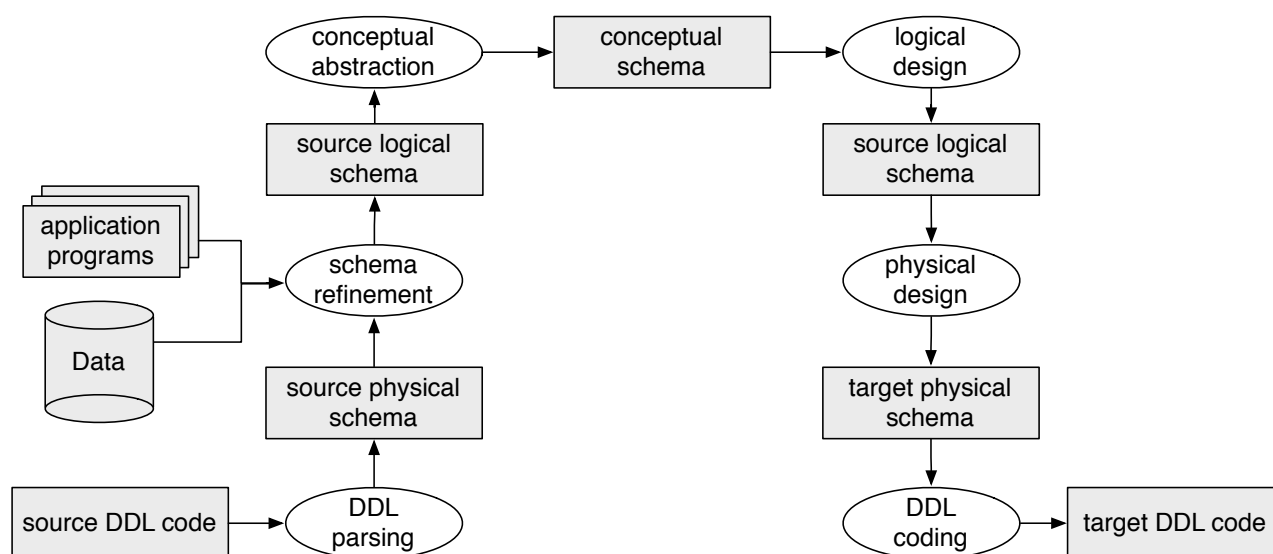 conceptual
abstraction
conceptual
schema
logical
design
source logical
schema
source logical
schema
application
programs
schema
refinement
physical
design
Data
source physical
schema
target physical
schema
source DDL code
DDL
parsing
DDL
coding
target DDL code